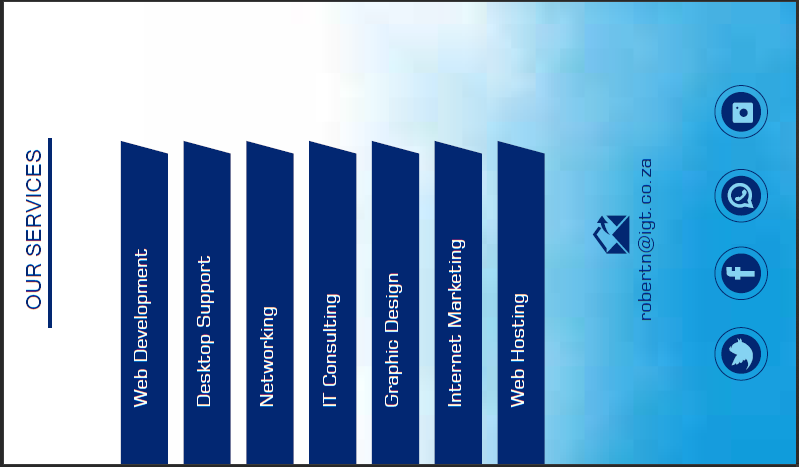 OUR SERVICES
Web Development
Desktop Support
Networking
IT Consulting
Graphic Design
Internet Marketing
Web Hosting
robertn@igt.co.za